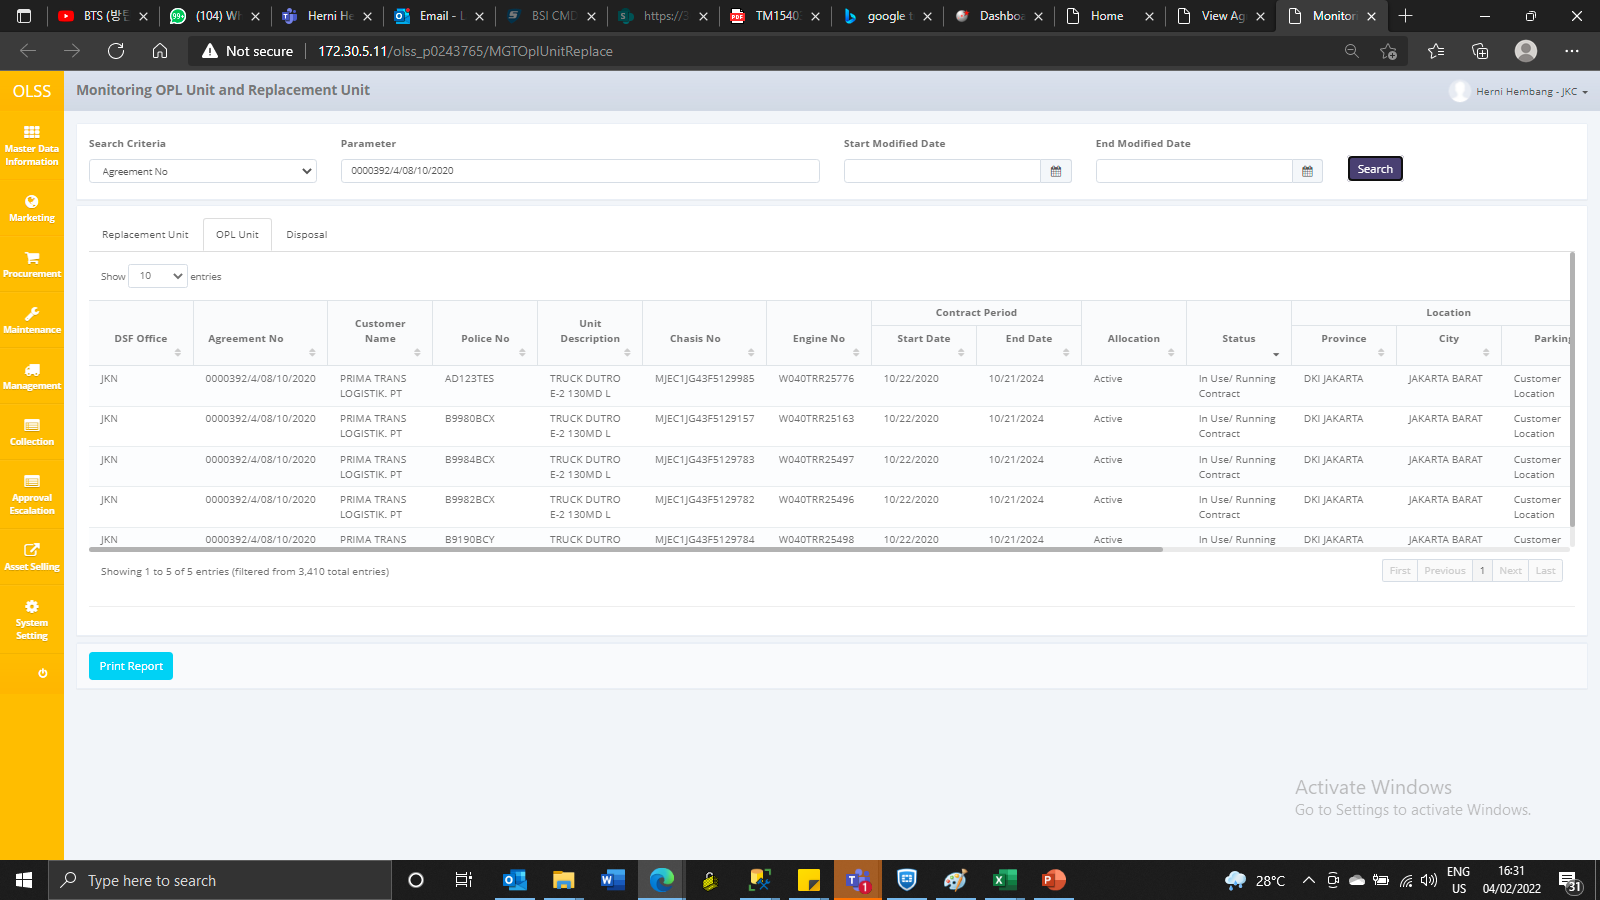 BTS (방탄
(104) Wh
Herni He
Email - L
BSI CMD
https://3
TM1540
google t
Dashboa
Home
View Ag
Monitor
Not secure
172.30.5.11/olss_p0243765/MGTOplUnitReplace
OLSS
Monitoring OPL Unit and Replacement Unit
Herni Hembang - JKC
Master Data
Information
Marketing
Procurement
Maintenance
Management
Collection
Approval
Escalation
Asset Selling
System
Setting
Search Criteria
Parameter
Start Modified Date
End Modified Date
Agreement No
0000392/4/08/10/2020
Search
Replacement Unit
OPL Unit
Disposal
Show 10 entries
DSF Office
Agreement No
Customer
Name
Police No
Unit
Description
Chasis No
Engine No
Contract Period
Start Date
End Date
Allocation
Status
Location
Province
City
Parking
JKN 0000392/4/08/10/2020 PRIMA TRANS AD123TES TRUCK DUTRO MJEC1JG43F5129985 W040TRR25776 10/22/2020 10/21/2024 Active In Use/ Running DKI JAKARTA JAKARTA BARAT Customer
LOGISTIK. PT E-2 130MD L Contract Location
JKN 0000392/4/08/10/2020 PRIMA TRANS B9980BCX TRUCK DUTRO MJEC1JG43F5129157 W040TRR25163 10/22/2020 10/21/2024 Active In Use/ Running DKI JAKARTA JAKARTA BARAT Customer
LOGISTIK. PT E-2 130MD L Contract Location
JKN 0000392/4/08/10/2020 PRIMA TRANS B9984BCX TRUCK DUTRO MJEC1JG43F5129783 W040TRR25497 10/22/2020 10/21/2024 Active In Use/ Running DKI JAKARTA JAKARTA BARAT Customer
LOGISTIK. PT E-2 130MD L Contract Location
JKN 0000392/4/08/10/2020 PRIMA TRANS B9982BCX TRUCK DUTRO MJEC1JG43F5129782 W040TRR25496 10/22/2020 10/21/2024 Active In Use/ Running DKI JAKARTA JAKARTA BARAT Customer
LOGISTIK. PT E-2 130MD L Contract Location
JKN 0000392/4/08/10/2020 PRIMA TRANS B9190BCY TRUCK DUTRO MJEC1JG43F5129784 W040TRR25498 10/22/2020 10/21/2024 Active In Use/ Running DKI JAKARTA JAKARTA BARAT Customer
Showing 1 to 5 of 5 entries (filtered from 3,410 total entries)
First Previous 1 Next Last
Print Report
Activate Windows
Go to Settings to activate Windows.
Type here to search
28°C
ENG
US
16:31
04/02/2022
31